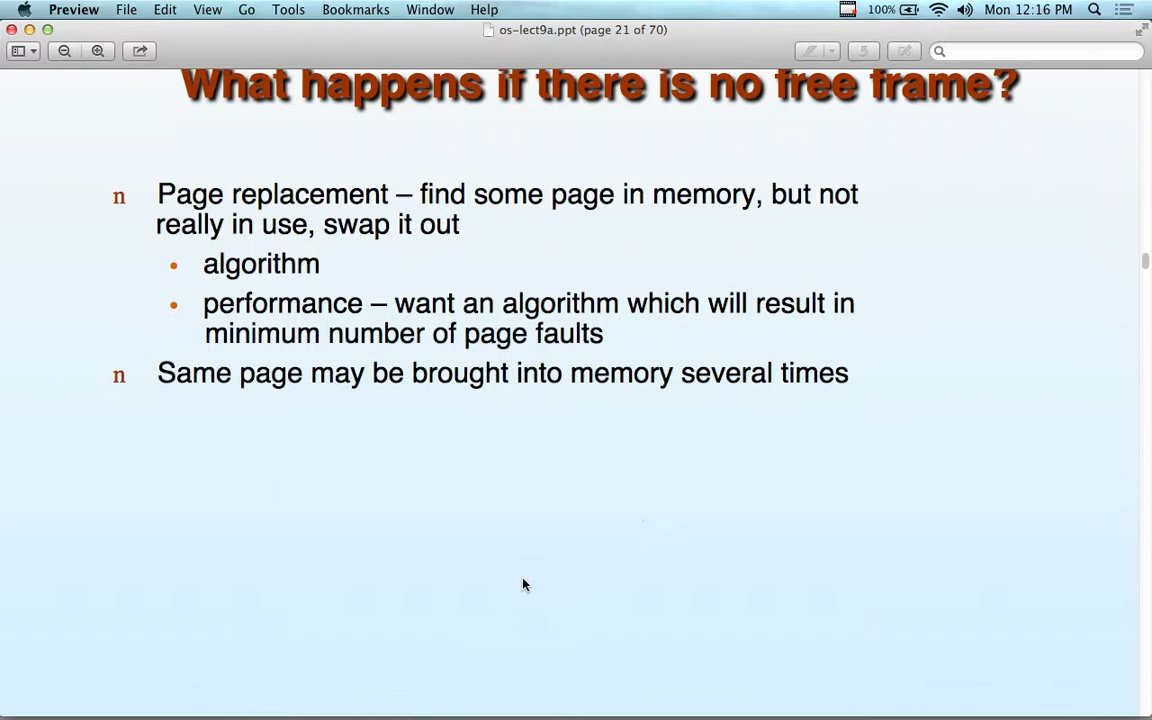 Preview File Edit View Go Tools Bookmarks Window Help 100% Mon 12:16 PM
os-lect9a.ppt (page 21 of 70)
What happens if there is no free frame?
n Page replacement – find some page in memory, but not
really in use, swap it out
• algorithm
• performance – want an algorithm which will result in
minimum number of page faults
n Same page may be brought into memory several times